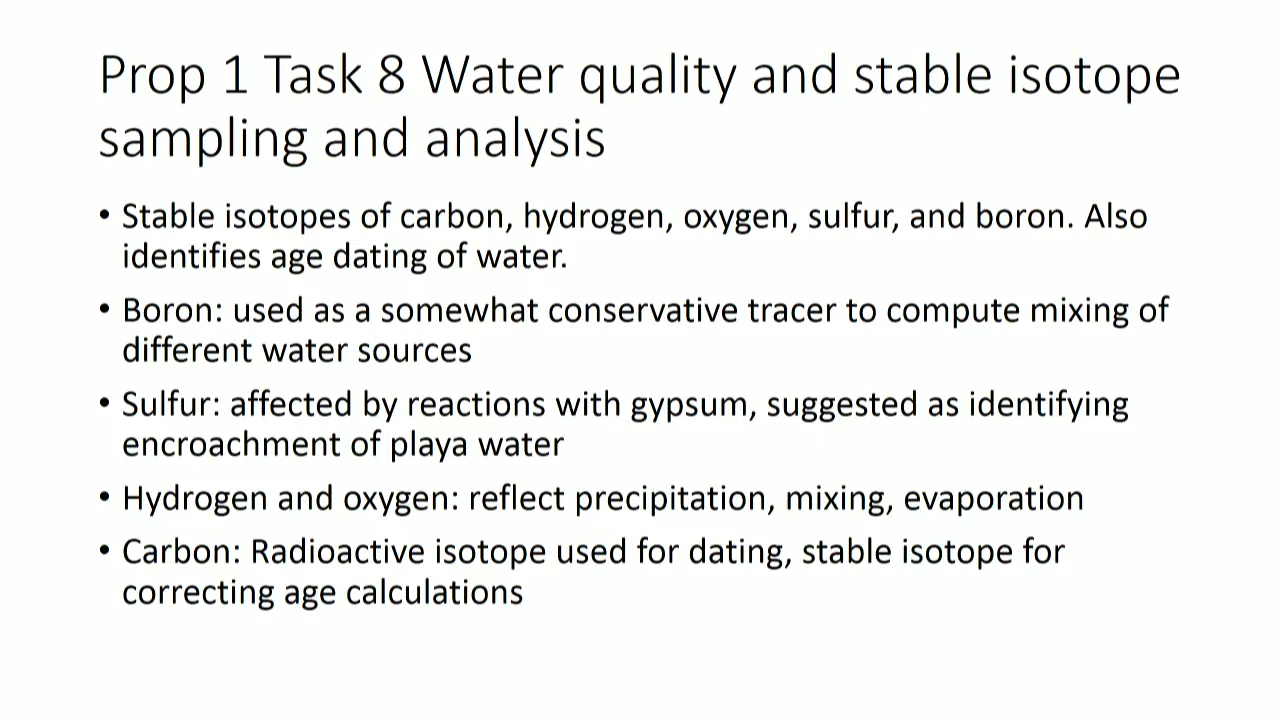 Prop 1 Task 8 Water quality and stable isotope
sampling and analysis
• Stable isotopes of carbon, hydrogen, oxygen, sulfur, and boron. Also
identifies age dating of water.
• Boron: used as a somewhat conservative tracer to compute mixing of
different water sources
• Sulfur: affected by reactions with gypsum, suggested as identifying
encroachment of playa water
• Hydrogen and oxygen: reflect precipitation, mixing, evaporation
• Carbon: Radioactive isotope used for dating, stable isotope for
correcting age calculations